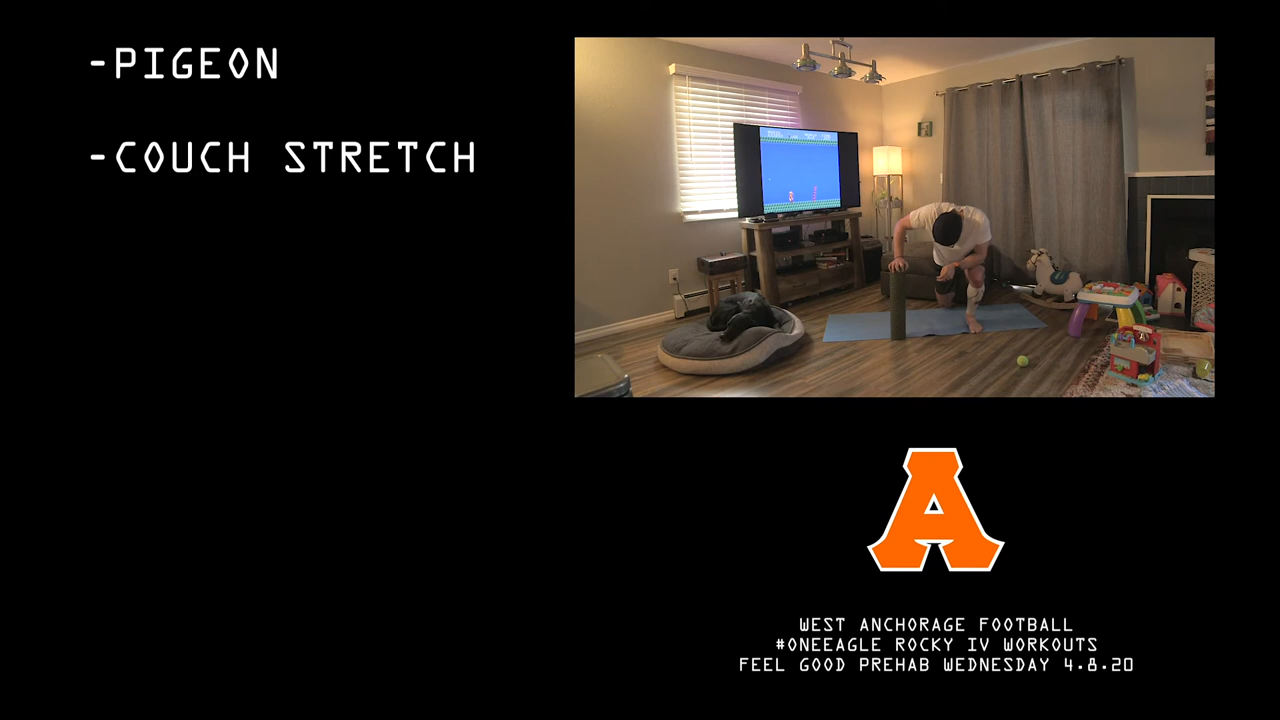 -PIGEON
-COUCH STRETCH
A
WEST ANCHORAGE FOOTBALL
#ONEEAGLE ROCKY IV WORKOUTS
FEEL GOOD PREHAB WEDNESDAY 4.8.20